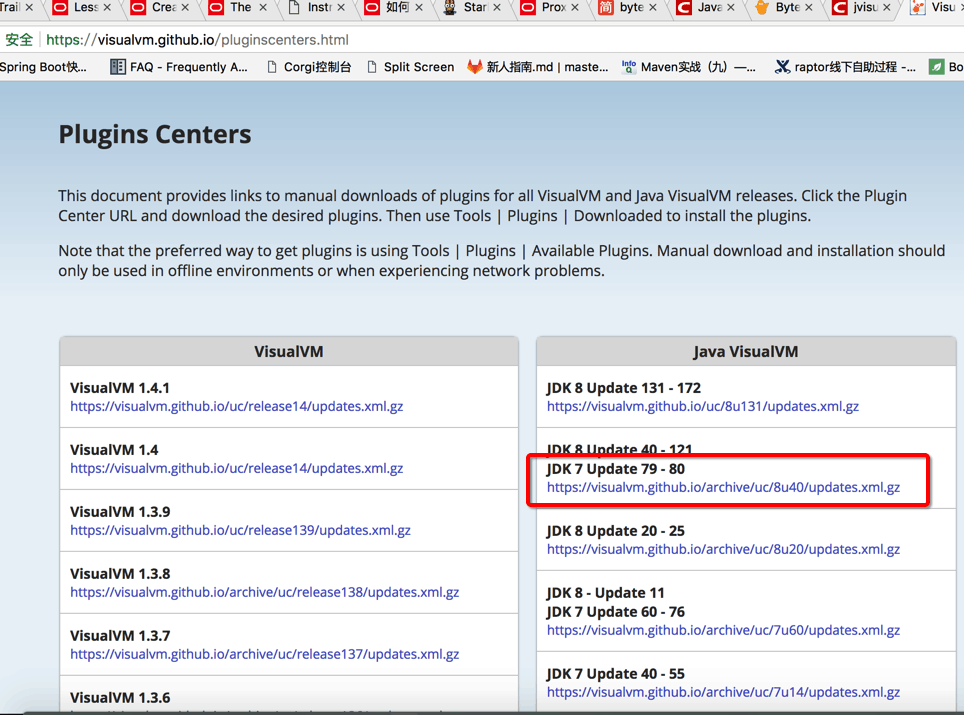 Trail
Less
Crea
The
Instr
如何
Star
Prox
byte
Java
Byte
jvisu
Visu
安全 https://visualvm.github.io/pluginscenters.html
Spring Boot快... FAQ - Frequently A... Corgi控制台 Split Screen 新人指南.md | maste... Maven实战（九）—... raptor线下自助过程 -... Bo
Plugins Centers
This document provides links to manual downloads of plugins for all VisualVM and Java VisualVM releases. Click the Plugin
Center URL and download the desired plugins. Then use Tools | Plugins | Downloaded to install the plugins.
Note that the preferred way to get plugins is using Tools | Plugins | Available Plugins. Manual download and installation should
only be used in offline environments or when experiencing network problems.
VisualVM
VisualVM 1.4.1
https://visualvm.github.io/uc/release14/updates.xml.gz
VisualVM 1.4
https://visualvm.github.io/uc/release14/updates.xml.gz
VisualVM 1.3.9
https://visualvm.github.io/uc/release139/updates.xml.gz
VisualVM 1.3.8
https://visualvm.github.io/archive/uc/release138/updates.xml.gz
VisualVM 1.3.7
https://visualvm.github.io/archive/uc/release137/updates.xml.gz
VisualVM 1.3.6
Java VisualVM
JDK 8 Update 131 - 172
https://visualvm.github.io/uc/8u131/updates.xml.gz
JDK 8 Update 40 - 121
JDK 7 Update 79 - 80
https://visualvm.github.io/archive/uc/8u40/updates.xml.gz
JDK 8 Update 20 - 25
https://visualvm.github.io/archive/uc/8u20/updates.xml.gz
JDK 8 - Update 11
JDK 7 Update 60 - 76
https://visualvm.github.io/archive/uc/7u60/updates.xml.gz
JDK 7 Update 40 - 55
https://visualvm.github.io/archive/uc/7u14/updates.xml.gz